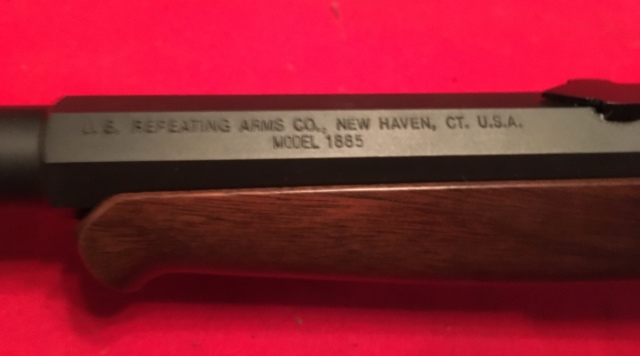 U.S. REPEATING ARMS CO., NEW HAVEN, CT. U.S.A.
MODEL 1885